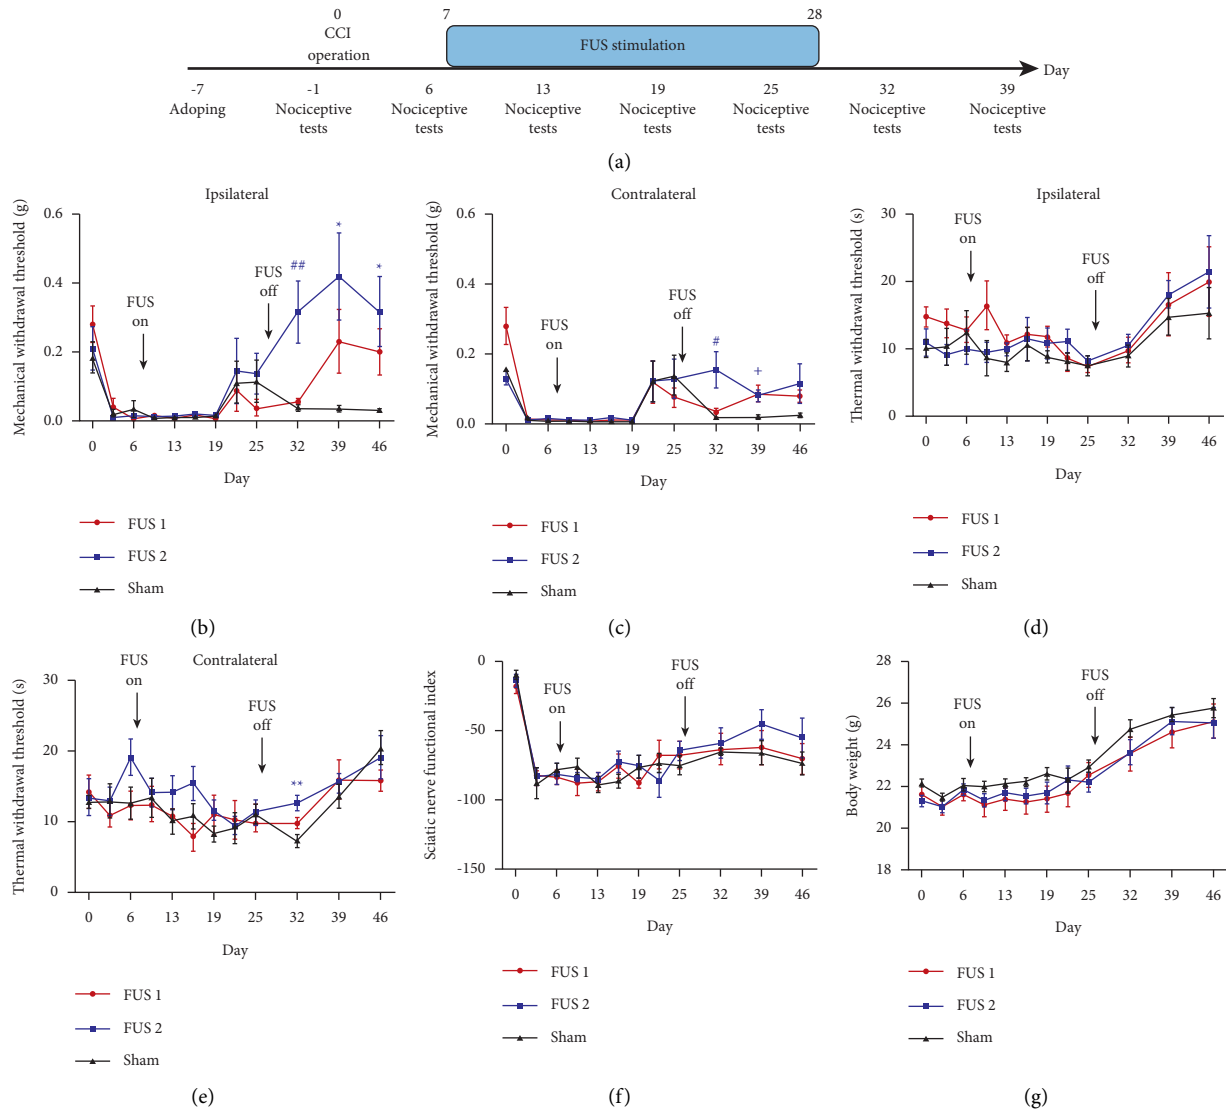 0 7 28
CCI
operation
FUS stimulation
Day
-7 -1 6 13 19 25 32 39
Adoping Nociceptive Nociceptive Nociceptive Nociceptive Nociceptive Nociceptive Nociceptive
tests tests tests tests tests tests tests
(a)
Ipsilateral
Mechanical withdrawal threshold (g)
0.6
0.4
0.2
0.0
FUS
on
FUS
off
##
*
*
0 6 13 19 25 32 39 46
Day
FUS 1
FUS 2
Sham
(b)
Contralateral
Mechanical withdrawal threshold (g)
0.6
0.4
0.2
0.0
FUS
on
FUS
off
#
+
0 6 13 19 25 32 39 46
Day
FUS 1
FUS 2
Sham
(c)
Ipsilateral
Thermal withdrawal threshold (s)
30
20
10
0
FUS
on
FUS
off
0 6 13 19 25 32 39 46
Day
FUS 1
FUS 2
Sham
(d)
Contralateral
Thermal withdrawal threshold (s)
30
20
10
0
FUS
on
FUS
off
**
0 6 13 19 25 32 39 46
Day
FUS 1
FUS 2
Sham
(e)
Sciatic nerve functional index
0
-50
-100
-150
FUS
on
FUS
off
0 6 13 19 25 32 39 46
Day
FUS 1
FUS 2
Sham
(f)
Body weight (g)
28
26
24
22
20
18
FUS
on
FUS
off
0 6 13 19 25 32 39 46
Day
FUS 1
FUS 2
Sham
(g)